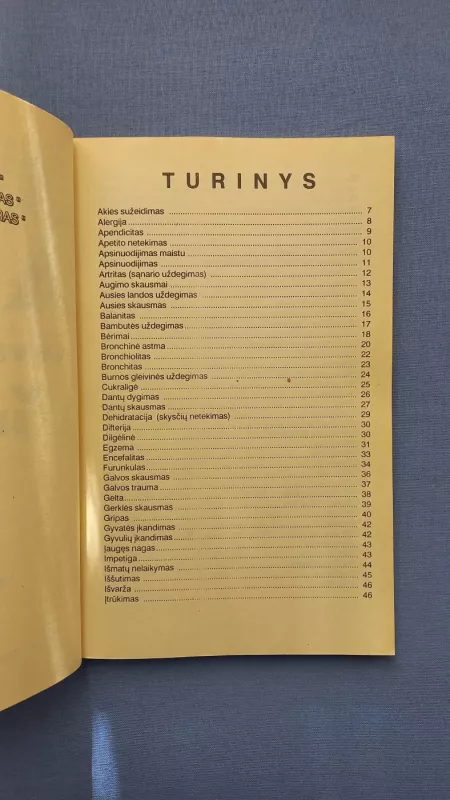 "
AS "
RAS "
TURINYS
Akies sužeidimas 7
Alergija 8
Apendicitas 9
Apetito netekimas 10
Apsinuodijimas maistu 10
Apsinuodijimas 11
Artritas (sąnario uždegimas) 12
Augimo skausmai 13
Ausies landos uždegimas 14
Ausies skausmas 15
Balanitas 16
Bambutės uždegimas 17
Bėrimai 18
Bronchinė astma 20
Bronchiolitas 22
Bronchitas 23
Burnos gleivinės uždegimas 24
Cukraligė 25
Dantų dygimas 26
Dantų skausmas 27
Dehidratacija (skysčių netekimas) 29
Difterija 30
Dilgėlinė 30
Egzema 31
Encefalitas 33
Furunkulas 34
Galvos skausmas 36
Galvos trauma 37
Gelta 38
Gerklės skausmas 39
Gripas 40
Gyvatės įkandimas 42
Gyvulių įkandimas 42
Įaugęs nagas 43
Impetiga 43
Išmatų nelaikymas 44
Iššutimas 45
Išvarža 46
Įtrūkimas 46